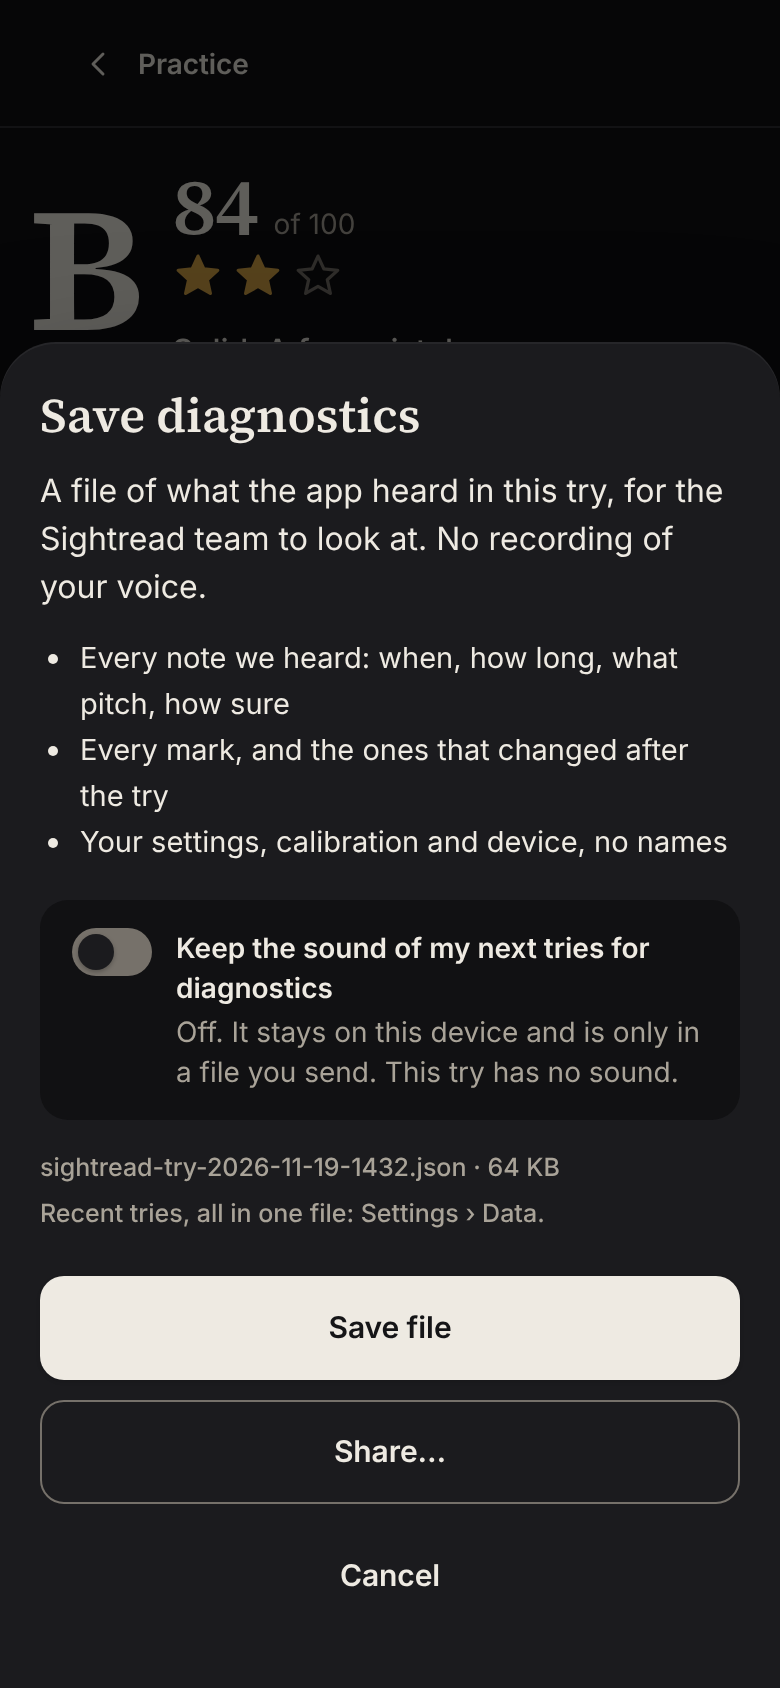 Practice
B
84 of 100
Save diagnostics
A file of what the app heard in this try, for the
Sightread team to look at. No recording of
your voice.
• Every note we heard: when, how long, what
pitch, how sure
• Every mark, and the ones that changed after
the try
• Your settings, calibration and device, no names
Keep the sound of my next tries for
diagnostics
Off. It stays on this device and is only in
a file you send. This try has no sound.
sightread-try-2026-11-19-1432.json · 64 KB
Recent tries, all in one file: Settings › Data.
Save file
Share...
Cancel